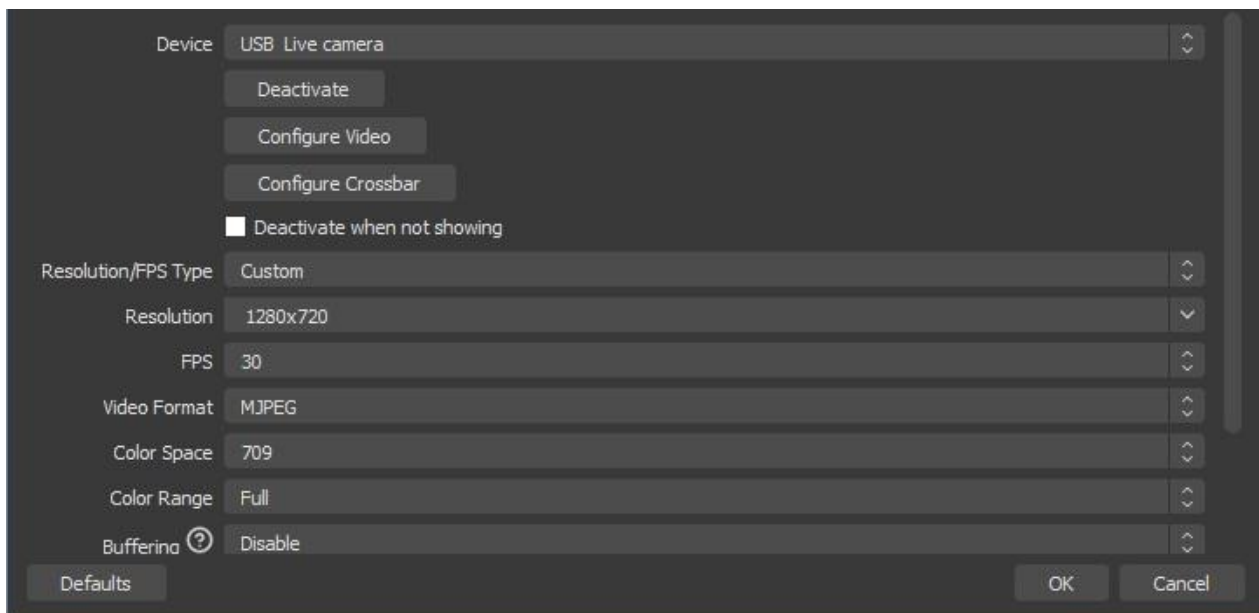 Device USB Live camera
Deactivate
Configure Video
Configure Crossbar
Deactivate when not showing
Resolution/FPS Type Custom
Resolution 1280x720
FPS 30
Video Format MJPEG
Color Space 709
Color Range Full
Buffering ? Disable
Defaults OK Cancel